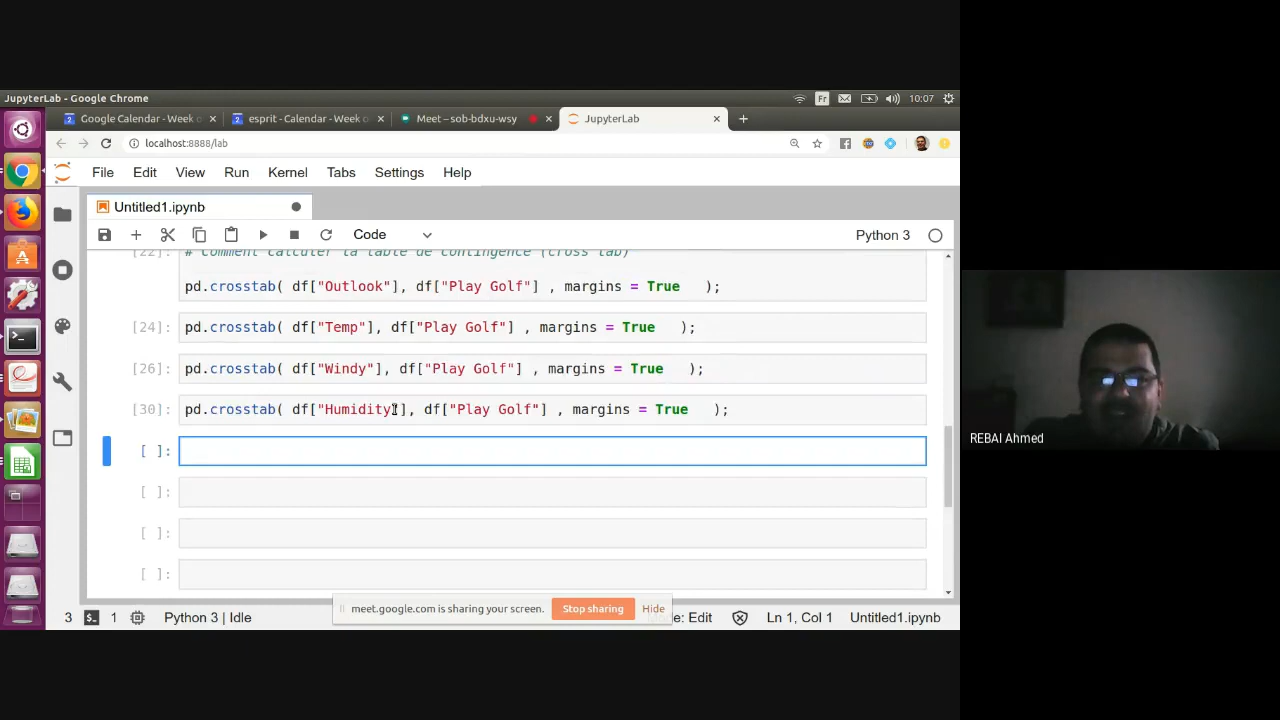 JupyterLab - Google Chrome
Fr
10:07
Google Calendar - Week o
esprit - Calendar - Week o
Meet – sob-bdxu-wsy
JupyterLab
localhost:8888/lab
File Edit View Run Kernel Tabs Settings Help
Untitled1.ipynb
Code
Python 3
[22]: # Comment calculer la table de contingence (cross tab)
pd.crosstab( df["Outlook"], df["Play Golf"] , margins = True );
[24]: pd.crosstab( df["Temp"], df["Play Golf"] , margins = True );
[26]: pd.crosstab( df["Windy"], df["Play Golf"] , margins = True );
[30]: pd.crosstab( df["Humidity"], df["Play Golf"] , margins = True );
[ ]:
[ ]:
[ ]:
[ ]:
meet.google.com is sharing your screen. Stop sharing Hide
3 1 Python 3 | Idle
Edit Ln 1, Col 1 Untitled1.ipynb
REBAI Ahmed